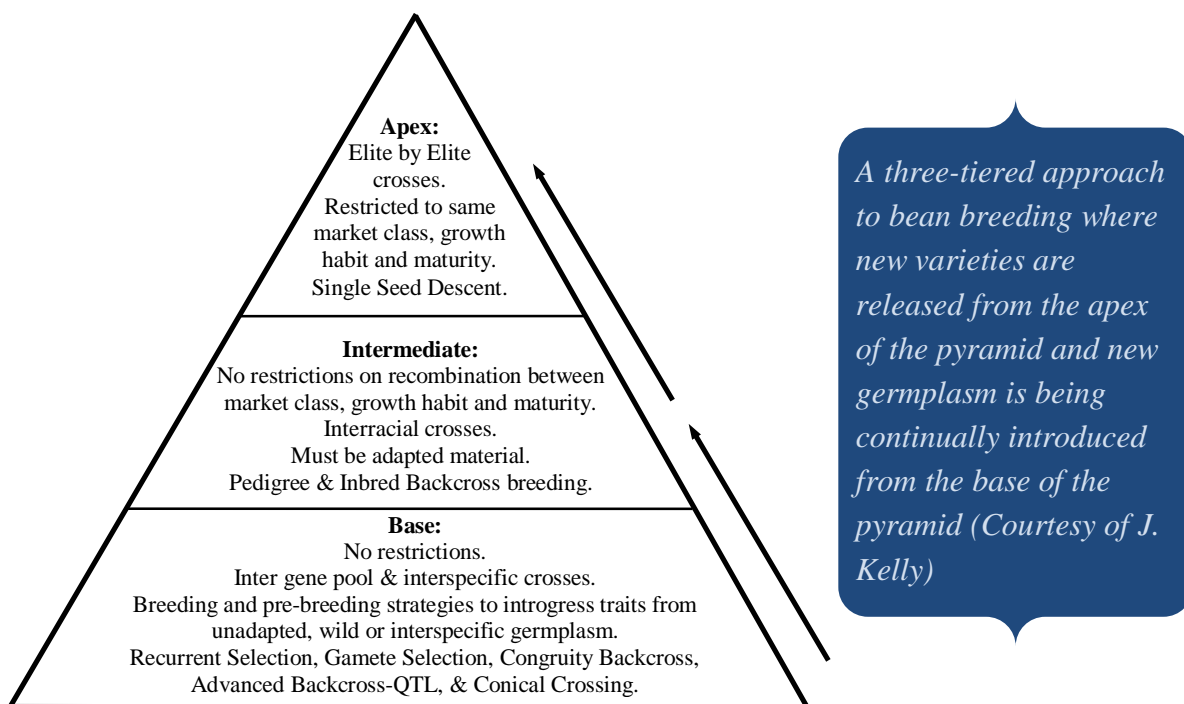 Apex:
Elite by Elite
crosses.
Restricted to same
market class, growth
habit and maturity.
Single Seed Descent.
Intermediate:
No restrictions on recombination between
market class, growth habit and maturity.
Interracial crosses.
Must be adapted material.
Pedigree & Inbred Backcross breeding.
Base:
No restrictions.
Inter gene pool & interspecific crosses.
Breeding and pre-breeding strategies to introgress traits from
unadapted, wild or interspecific germplasm.
Recurrent Selection, Gamete Selection, Congruity Backcross,
Advanced Backcross-QTL, & Conical Crossing.
A three-tiered approach
to bean breeding where
new varieties are
released from the apex
of the pyramid and new
germplasm is being
continually introduced
from the base of the
pyramid (Courtesy of J.
Kelly)